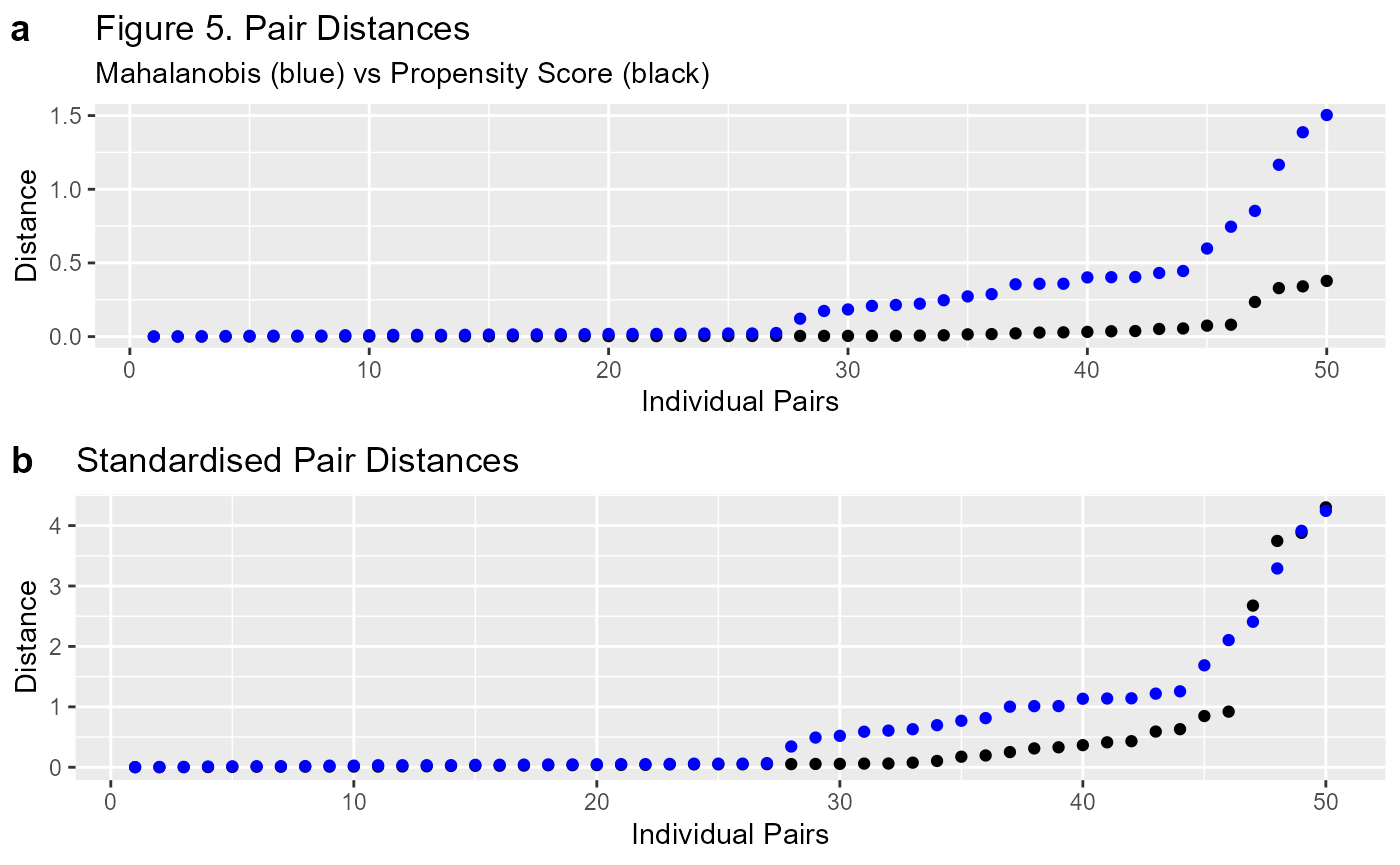 a Figure 5. Pair Distances
Mahalanobis (blue) vs Propensity Score (black)
Distance
1.5
1.0
0.5
0.0
0 10 20 30 40 50
Individual Pairs
b Standardised Pair Distances
Distance
4
3
2
1
0
0 10 20 30 40 50
Individual Pairs